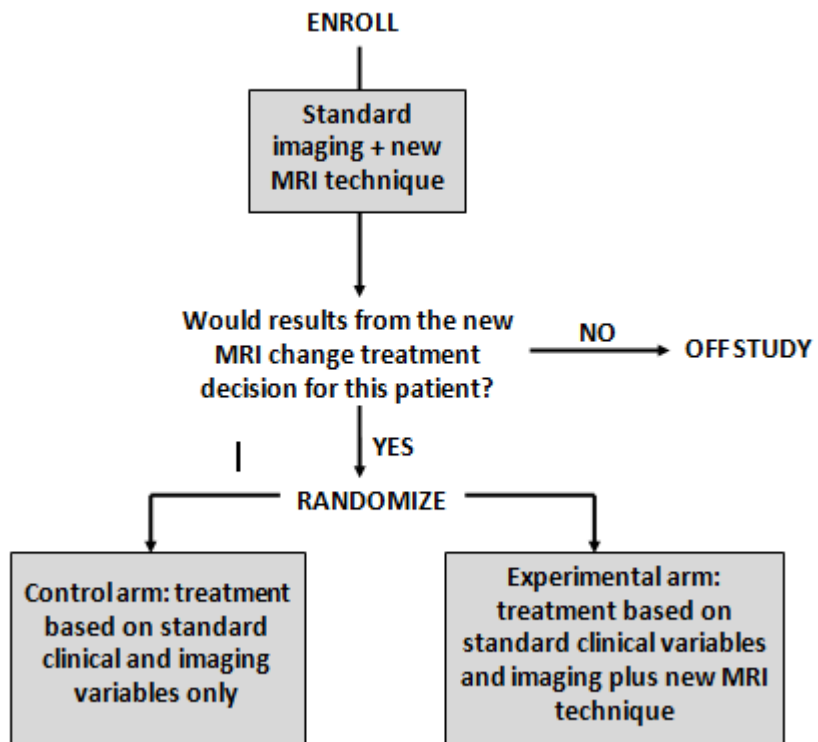 ENROLL
Standard
imaging + new
MRI technique
Would results from the new
MRI change treatment
decision for this patient?
NO
OFF STUDY
YES
RANDOMIZE
Control arm: treatment
based on standard
clinical and imaging
variables only
Experimental arm:
treatment based on
standard clinical variables
and imaging plus new MRI
technique